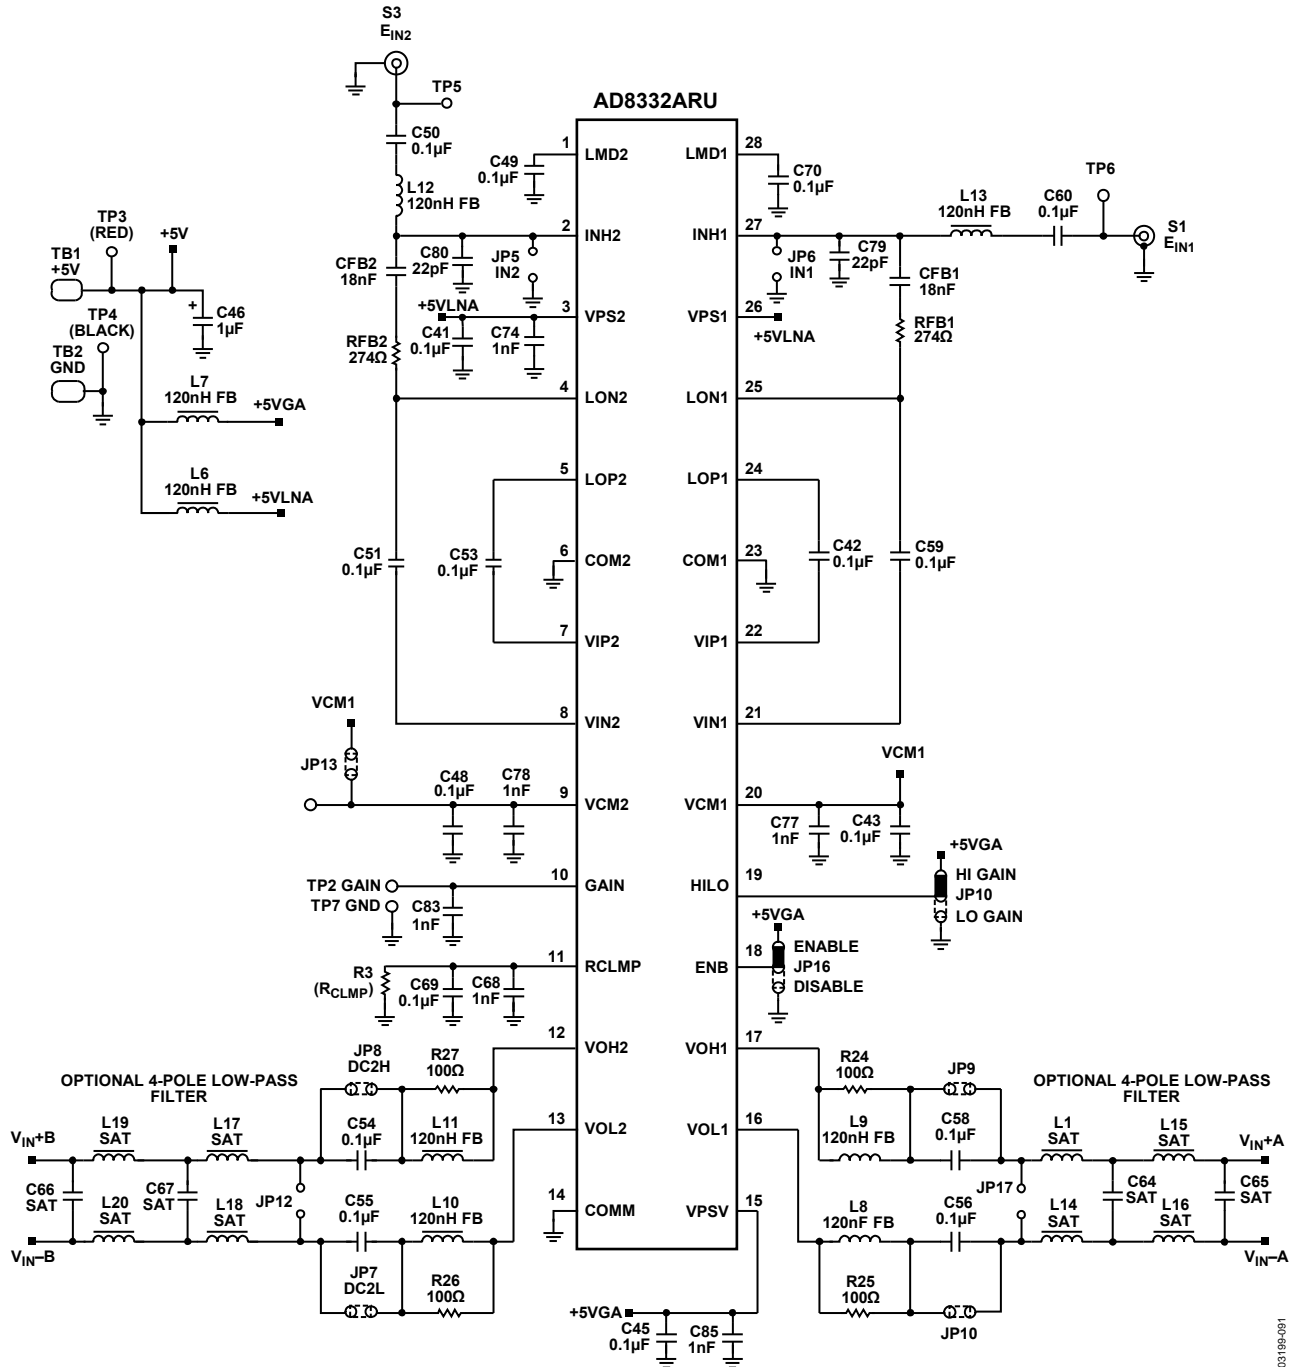 S3
EIN2
TP5
C50
0.1µF
L12
120nH FB
AD8332ARU
1
LMD2
C49
0.1µF
28
LMD1
C70
0.1µF
TP6
L13
120nH FB
C60
0.1µF
S1
EIN1
TP3
(RED)
+5V
TB1
+5V
C46
1µF
+
TP4
(BLACK)
TB2
GND
L7
120nH FB
+5VGA
L6
120nH FB
+5VLNA
2
INH2
CFB2
18nF
C80
22pF
JP5
IN2
INH1
27
JP6
IN1
C79
22pF
CFB1
18nF
+5VLNA
3
VPS2
C41
0.1µF
C74
1nF
RFB2
274Ω
VPS1
26
+5VLNA
RFB1
274Ω
4
LON2
LON1
25
5
LOP2
LOP1
24
C51
0.1µF
C53
0.1µF
6
COM2
COM1
23
C42
0.1µF
C59
0.1µF
7
VIP2
VIP1
22
8
VIN2
VIN1
21
VCM1
JP13
C48
0.1µF
C78
1nF
9
VCM2
VCM1
20
VCM1
C77
1nF
C43
0.1µF
TP2 GAIN
TP7 GND
C83
1nF
10
GAIN
HILO
19
+5VGA
HI GAIN
JP10
LO GAIN
+5VGA
ENABLE
JP16
DISABLE
R3
(RCLMP)
C69
0.1µF
C68
1nF
11
RCLMP
ENB
18
12
VOH2
VOH1
17
OPTIONAL 4-POLE LOW-PASS
FILTER
JP8
DC2H
R27
100Ω
R24
100Ω
JP9
OPTIONAL 4-POLE LOW-PASS
FILTER
VIN+B
L19
SAT
L17
SAT
C54
0.1µF
L11
120nH FB
13
VOL2
VOL1
16
L9
120nH FB
C58
0.1µF
L1
SAT
L15
SAT
VIN+A
C66
SAT
C67
SAT
JP12
JP17
C64
SAT
C65
SAT
VIN–B
L20
SAT
L18
SAT
C55
0.1µF
L10
120nH FB
14
COMM
VPSV
15
L8
120nF FB
C56
0.1µF
L14
SAT
L16
SAT
VIN–A
JP7
DC2L
R26
100Ω
R25
100Ω
JP10
+5VGA
C45
0.1µF
C85
1nF
03199-091